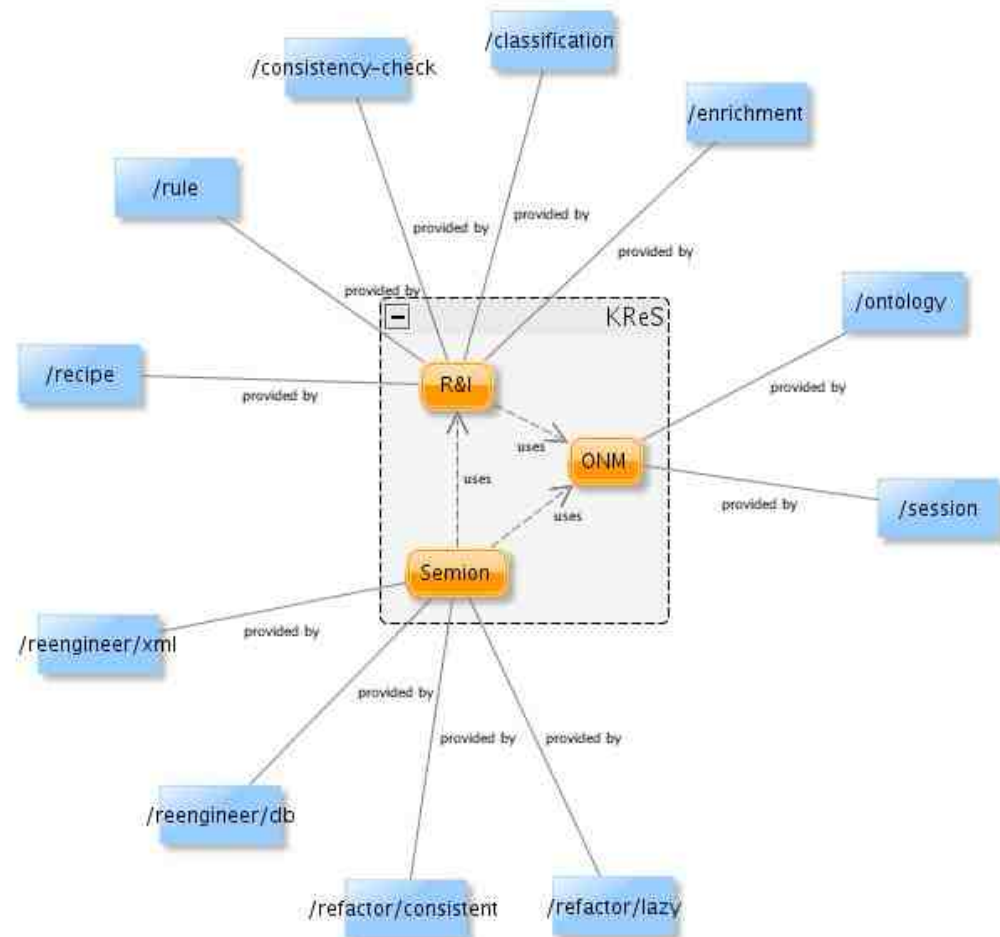 /classification
/consistency-check
/enrichment
/rule
provided by
provided by
provided by
provided by
/ontology
KReS
/recipe
R&I
provided by
provided by
uses
ONM
uses
provided by
/session
uses
Semion
/reengineer/xml
provided by
provided by
provided by
provided by
/reengineer/db
/refactor/consistent
/refactor/lazy